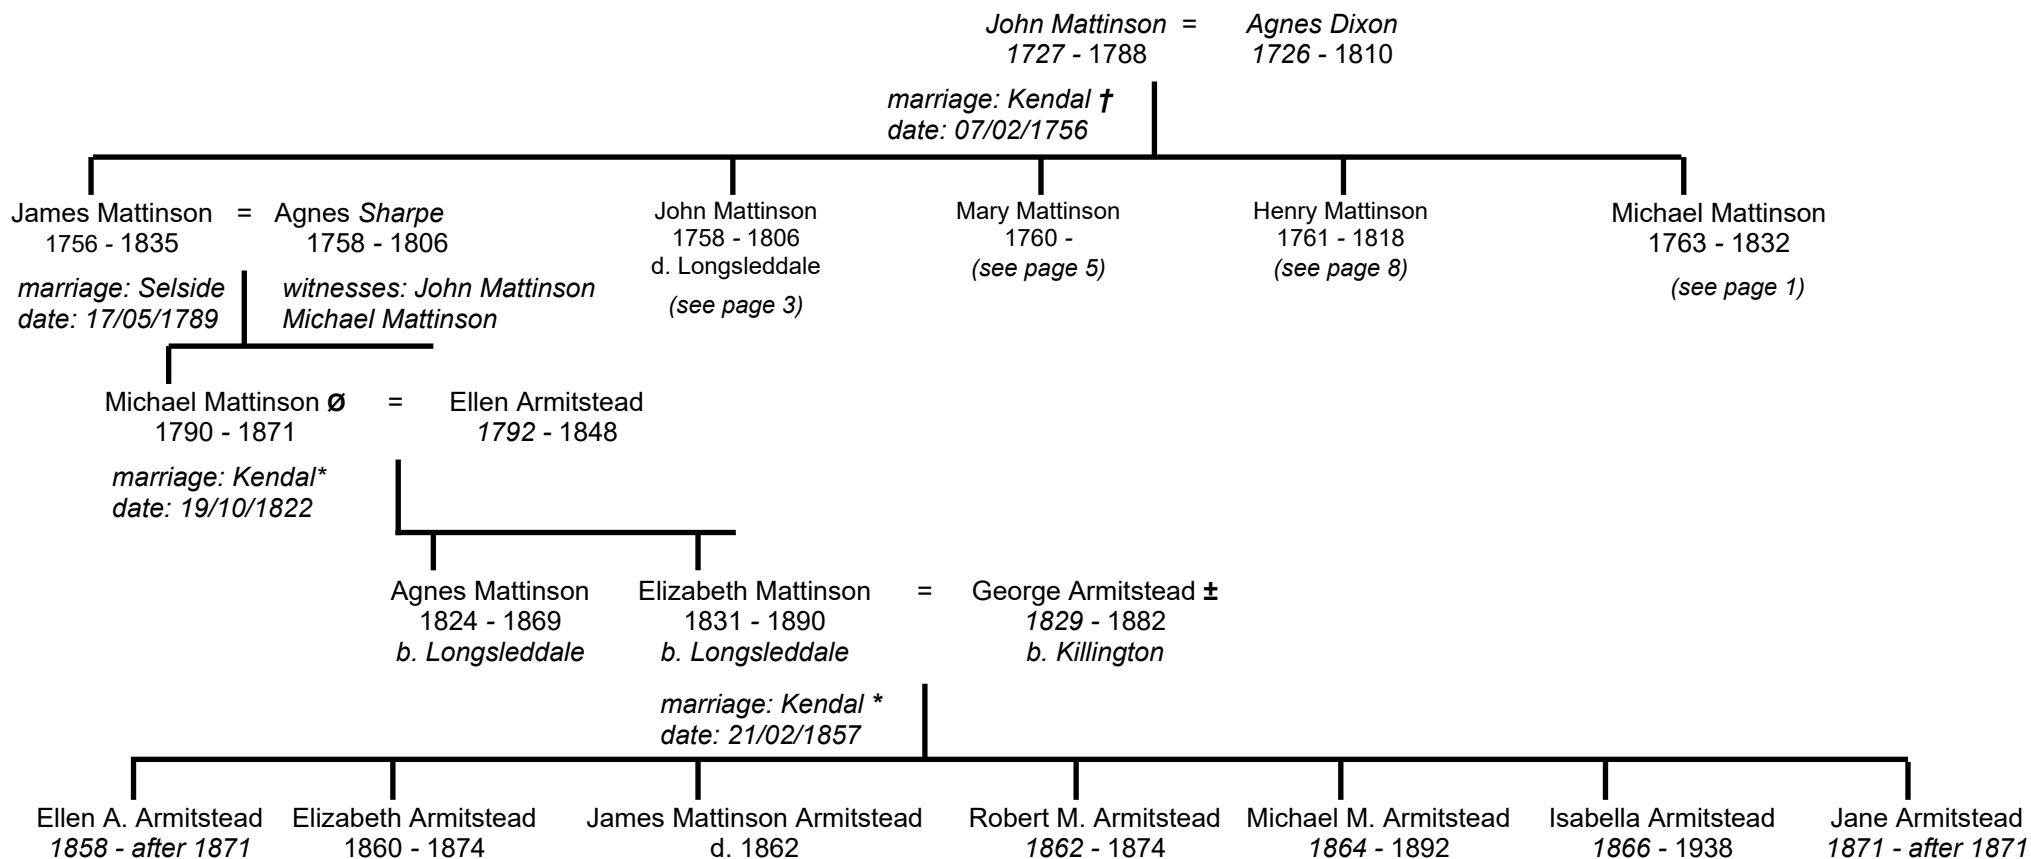 John Mattinson = Agnes Dixon
1727 - 1788 1726 - 1810
marriage: Kendal †
date: 07/02/1756
James Mattinson = Agnes Sharpe
1756 - 1835 1758 - 1806
marriage: Selside witnesses: John Mattinson
date: 17/05/1789 Michael Mattinson
John Mattinson
1758 - 1806
d. Longsleddale
(see page 3)
Mary Mattinson
1760 -
(see page 5)
Henry Mattinson
1761 - 1818
(see page 8)
Michael Mattinson
1763 - 1832
(see page 1)
Michael Mattinson Ø = Ellen Armitstead
1790 - 1871 1792 - 1848
marriage: Kendal*
date: 19/10/1822
Agnes Mattinson
1824 - 1869
b. Longsleddale
Elizabeth Mattinson = George Armitstead ±
1831 - 1890 1829 - 1882
b. Longsleddale b. Killington
marriage: Kendal *
date: 21/02/1857
Ellen A. Armitstead
1858 - after 1871
Elizabeth Armitstead
1860 - 1874
James Mattinson Armitstead
d. 1862
Robert M. Armitstead
1862 - 1874
Michael M. Armitstead
1864 - 1892
Isabella Armitstead
1866 - 1938
Jane Armitstead
1871 - after 1871